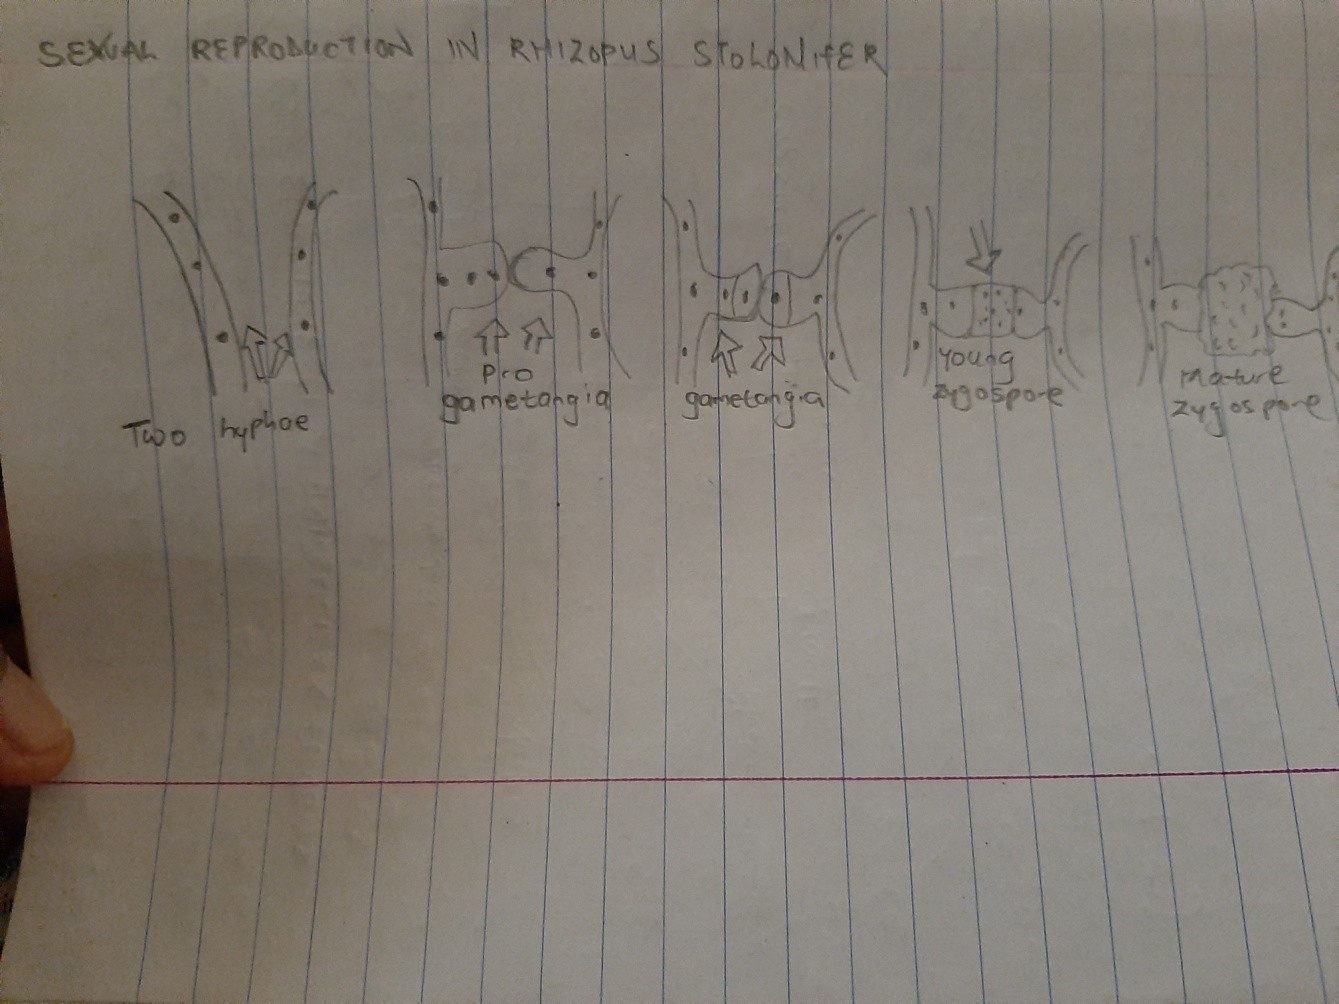 SEXUAL REPRODUCTION IN RHIZOPUS STOLONIFER
Two hyphae
Pro
gametangia
gametangia
young
zygospore
mature
zygospore